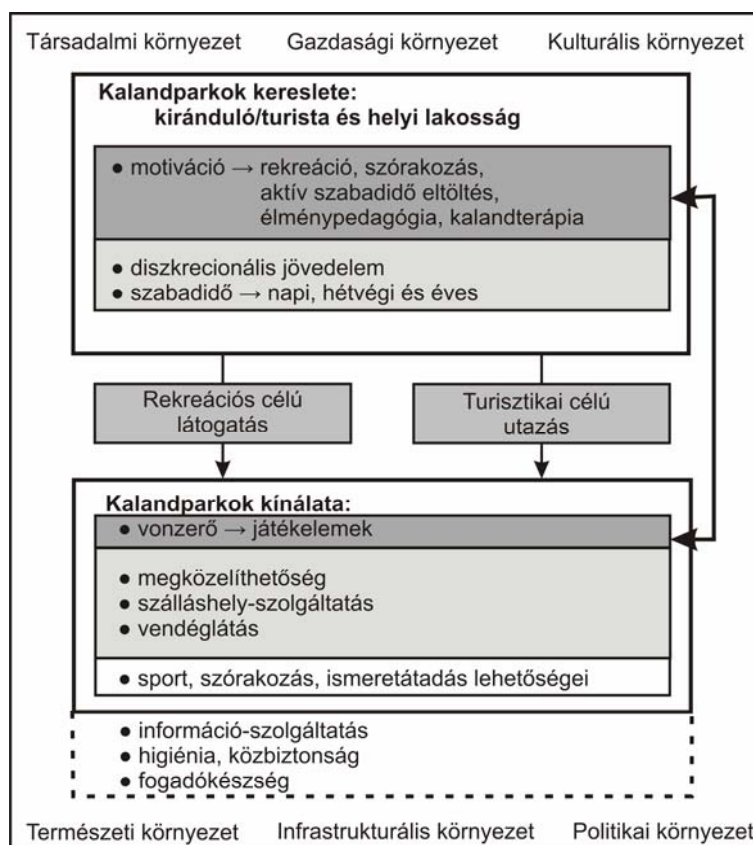 Társadalmi környezet Gazdasági környezet Kulturális környezet
Kalandparkok kereslete:
kiránduló/turista és helyi lakosság
● motiváció → rekreáció, szórakozás,
aktív szabadidő eltöltés,
élménypedagógia, kalandterápia
● diszkrecionális jövedelem
● szabadidő → napi, hétvégi és éves
Rekreációs célú
látogatás
Turisztikai célú
utazás
Kalandparkok kínálata:
● vonzerő → játékelemek
● megközelíthetőség
● szálláshely-szolgáltatás
● vendéglátás
● sport, szórakozás, ismeretátadás lehetőségei
● információ-szolgáltatás
● higiénia, közbiztonság
● fogadókészség
Természeti környezet Infrastrukturális környezet Politikai környezet